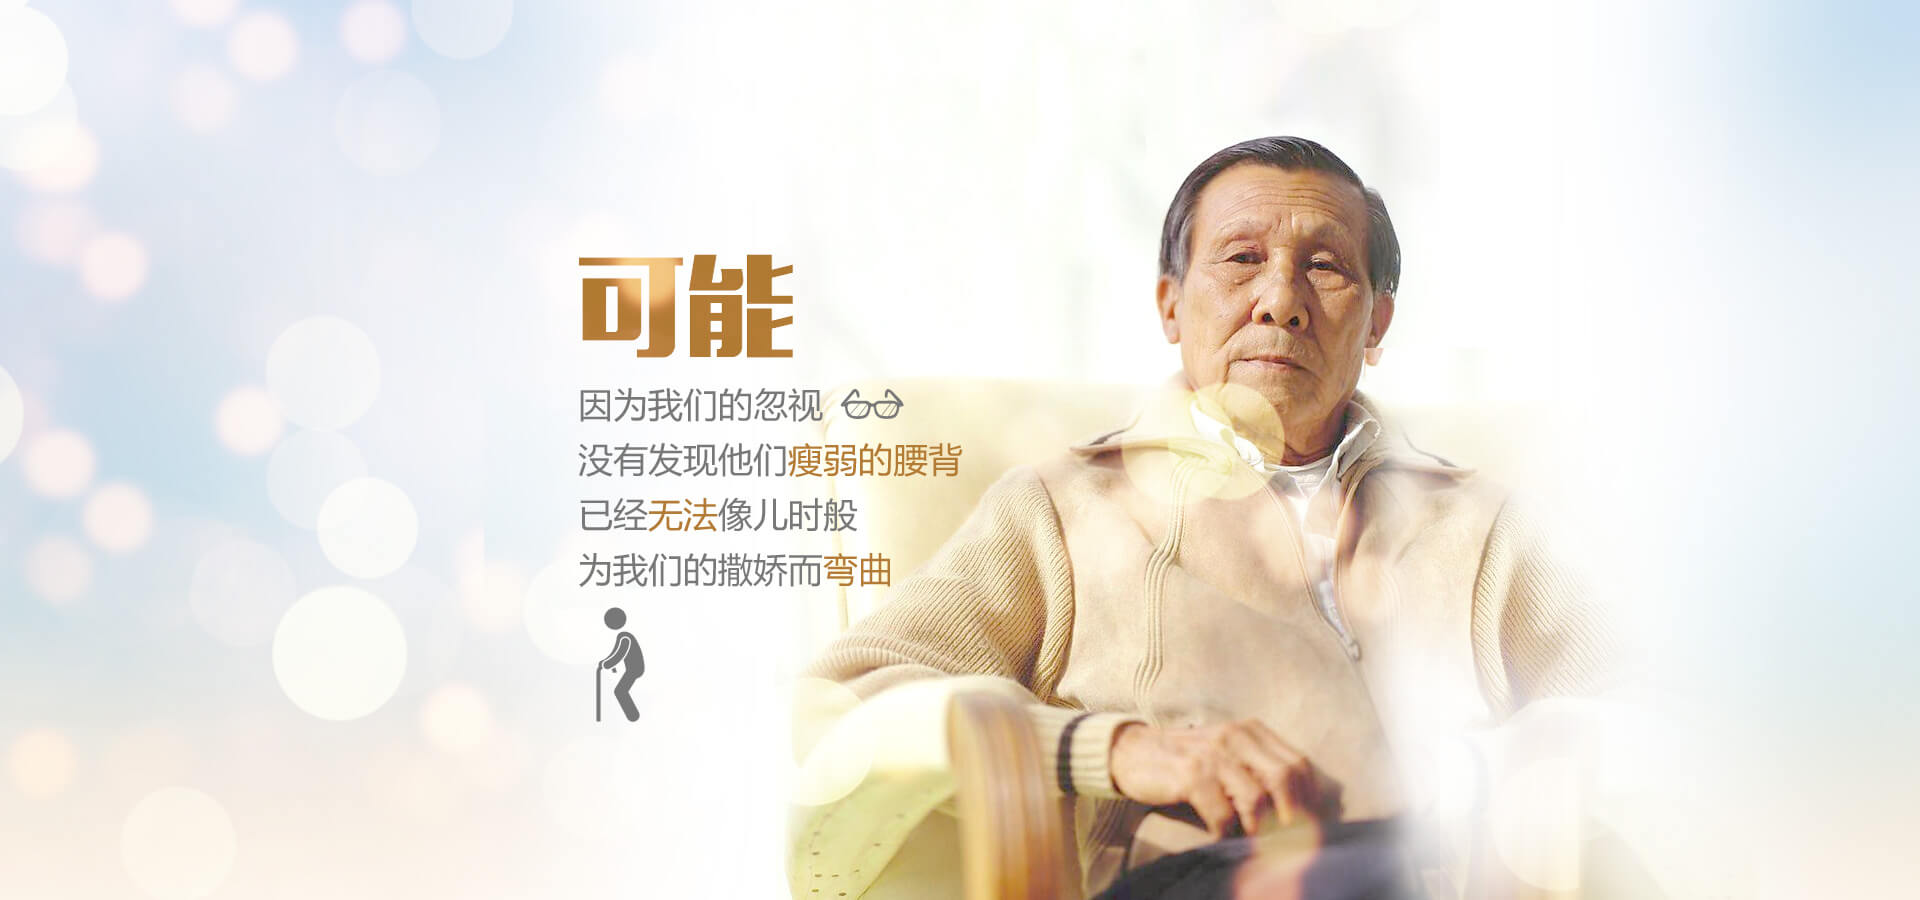 可能
因为我们的忽视
没有发现他们瘦弱的腰背
已经无法像儿时般
为我们的撒娇而弯曲